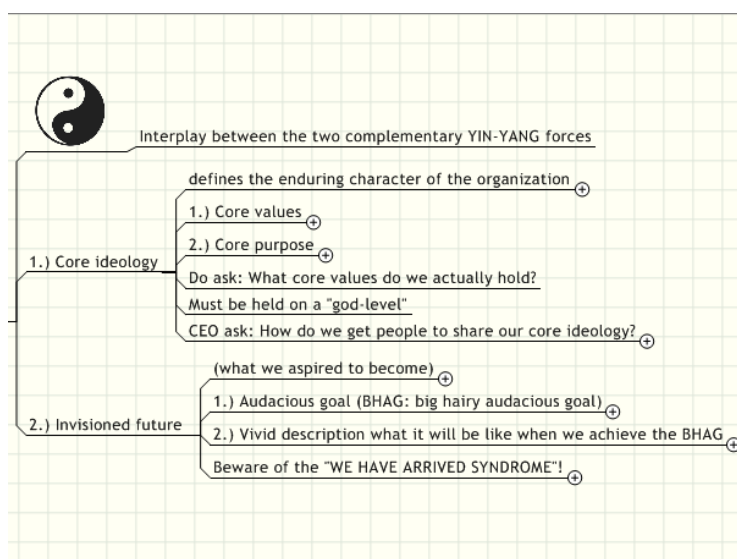 Interplay between the two complementary YIN-YANG forces
defines the enduring character of the organization
1.) Core values
2.) Core purpose
1.) Core ideology
Do ask: What core values do we actually hold?
Must be held on a "god-level"
CEO ask: How do we get people to share our core ideology?
(what we aspired to become)
1.) Audacious goal (BHAG: big hairy audacious goal)
2.) Invisioned future
2.) Vivid description what it will be like when we achieve the BHAG
Beware of the "WE HAVE ARRIVED SYNDROME"!